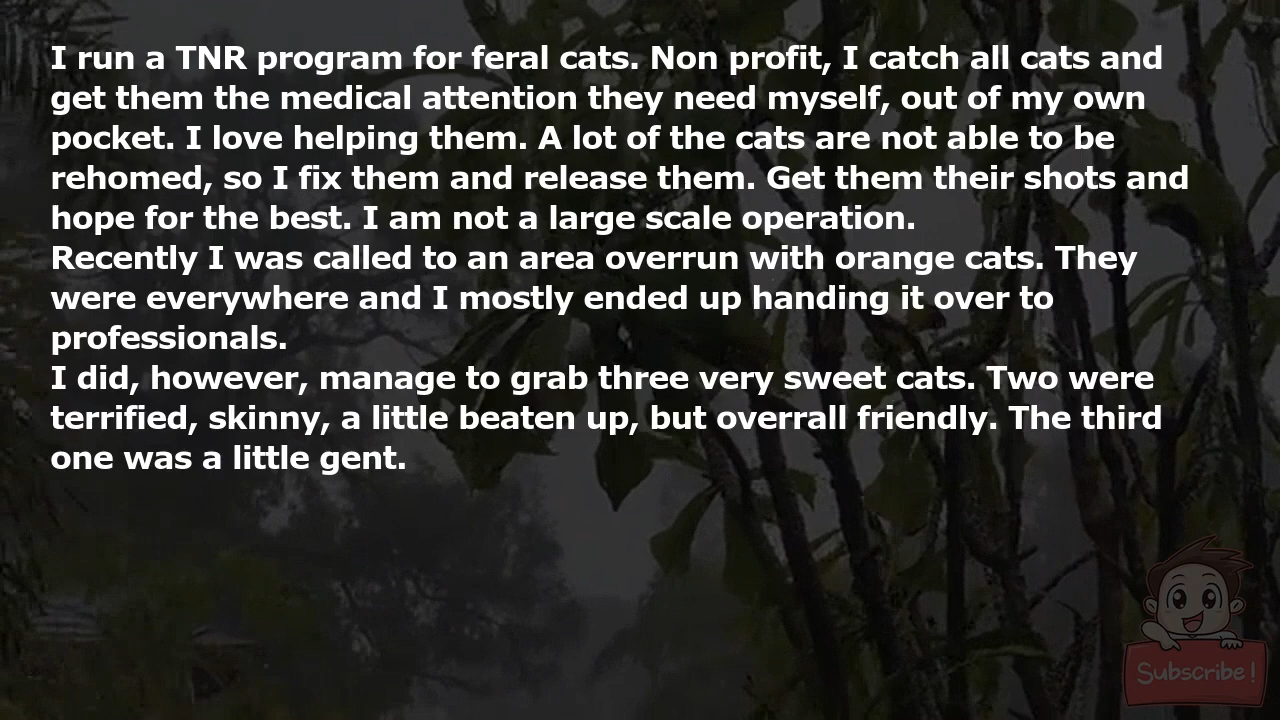 I run a TNR program for feral cats. Non profit, I catch all cats and
get them the medical attention they need myself, out of my own
pocket. I love helping them. A lot of the cats are not able to be
rehomed, so I fix them and release them. Get them their shots and
hope for the best. I am not a large scale operation.
Recently I was called to an area overrun with orange cats. They
were everywhere and I mostly ended up handing it over to
professionals.
I did, however, manage to grab three very sweet cats. Two were
terrified, skinny, a little beaten up, but overrall friendly. The third
one was a little gent.
Subscribe!